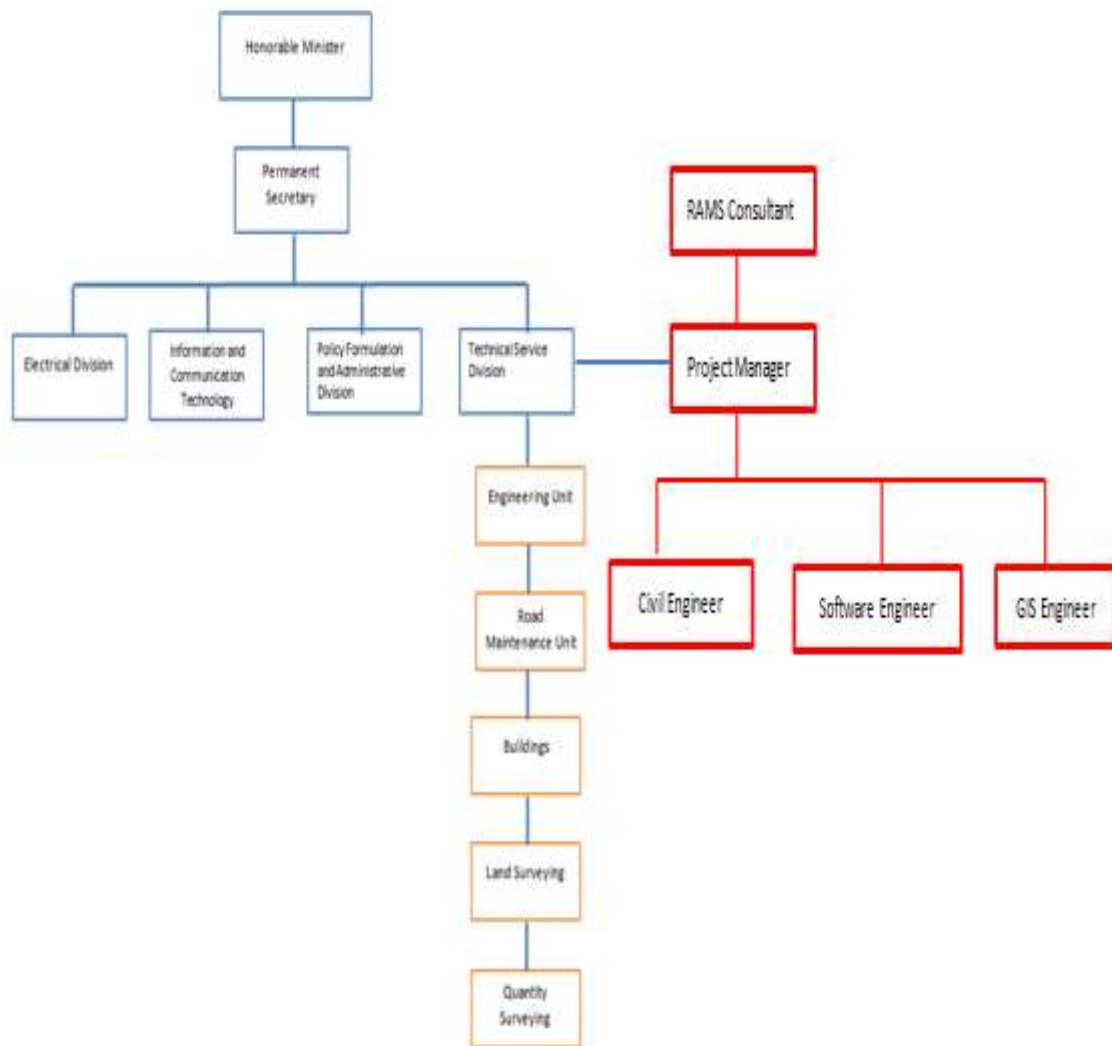 Honorable Minister
Permanent
Secretary
RAMS Consultant
Electrical Division
Information and
Communication
Technology
Policy Formulation
and Administrative
Division
Technical Service
Division
Project Manager
Engineering Unit
Civil Engineer
Software Engineer
GIS Engineer
Road
Maintenance Unit
Buildings
Land Surveying
Quantity
Surveying